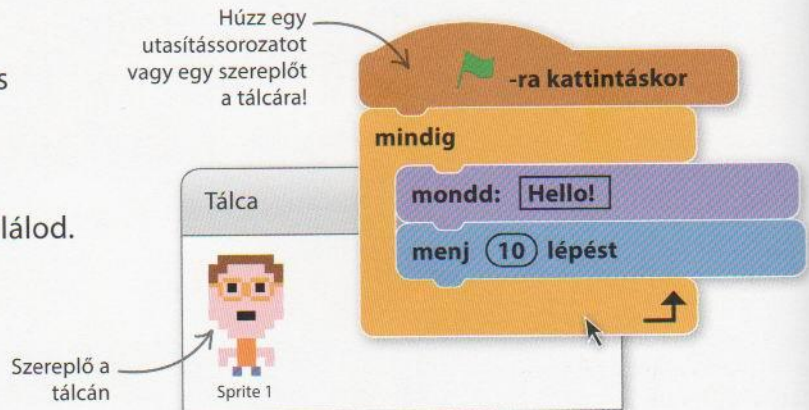 Húzz egy
utasítássorozatot
vagy egy szereplőt
a tálcára!
-ra kattintáskor
mindig
mondd: Hello!
menj 10 lépést
Tálca
lálod.
Szereplő a
tálcán
Sprite 1